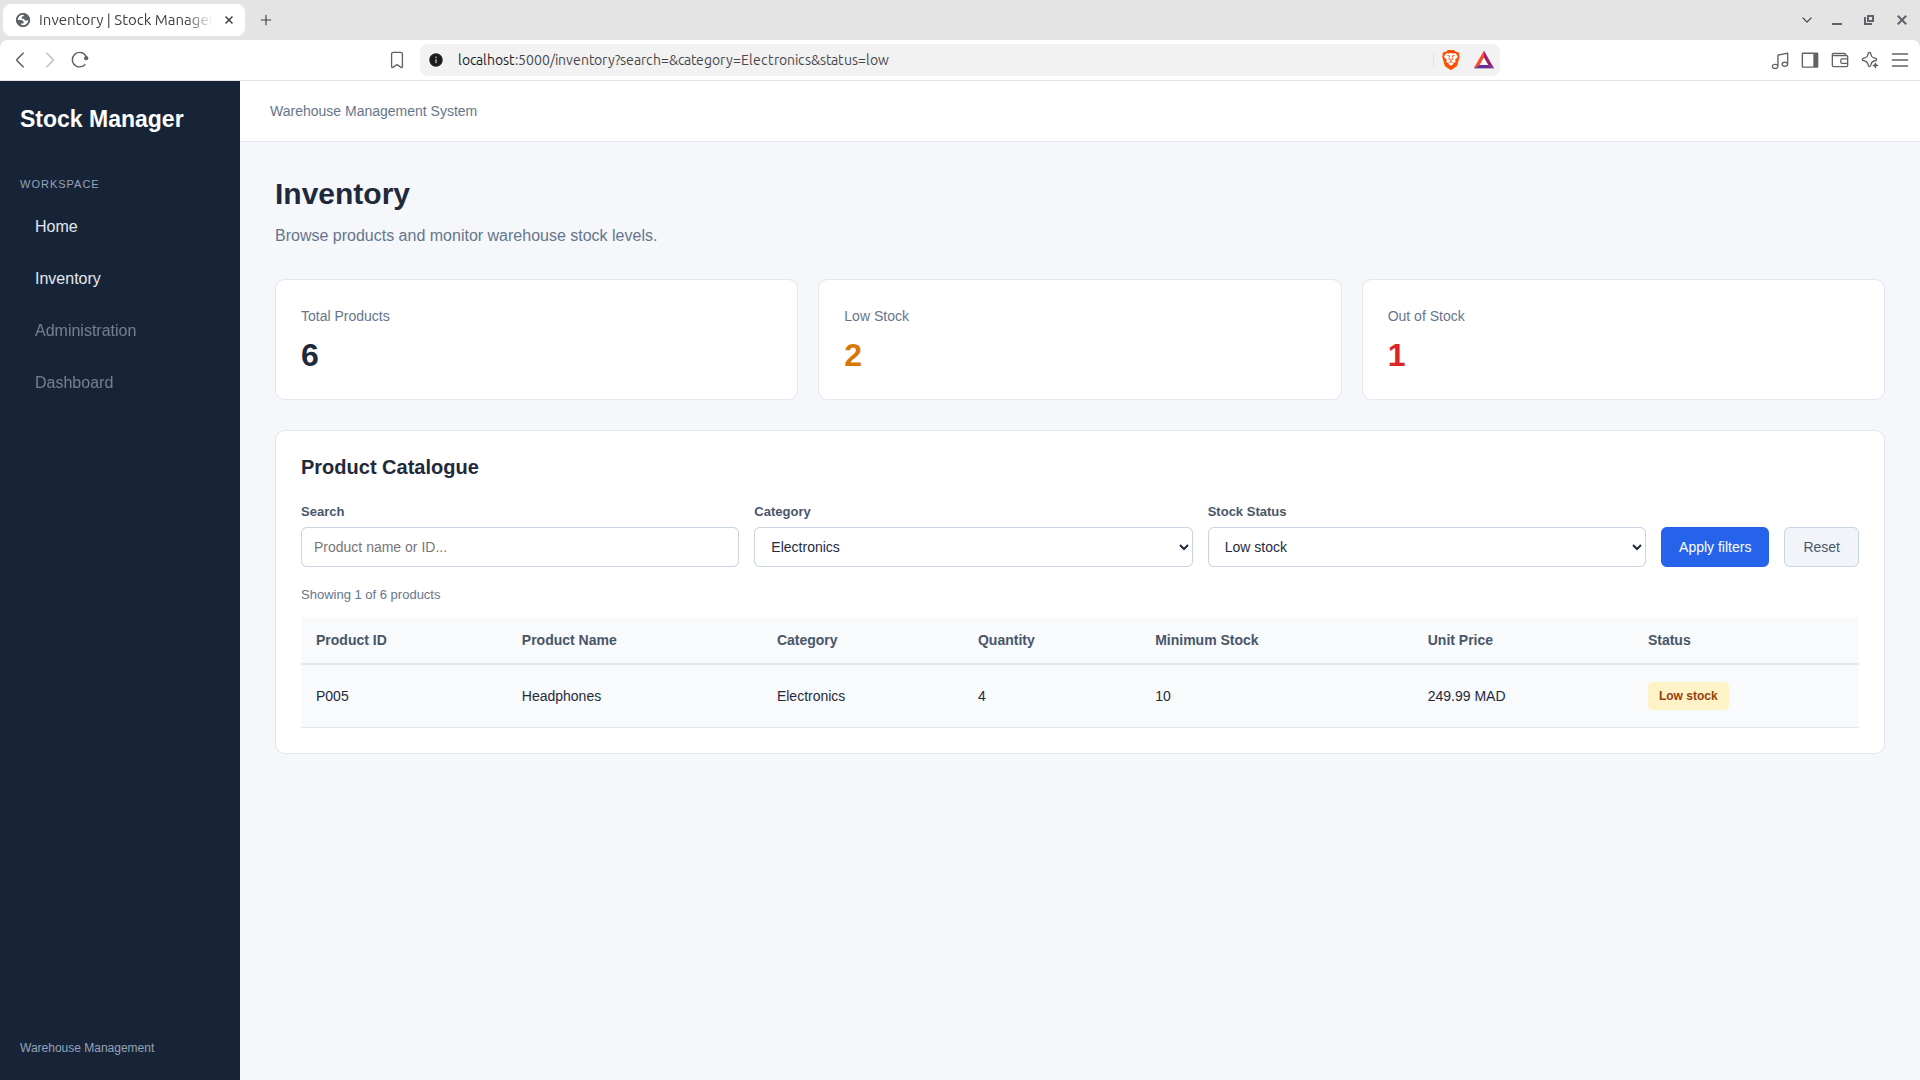 Inventory | Stock Manage
localhost:5000/inventory?search=&category=Electronics&status=low
Stock Manager
WORKSPACE
Home
Inventory
Administration
Dashboard
Warehouse Management
Warehouse Management System
Inventory
Browse products and monitor warehouse stock levels.
Total Products
6
Low Stock
2
Out of Stock
1
Product Catalogue
Search Category Stock Status
Product name or ID... Electronics Low stock Apply filters Reset
Showing 1 of 6 products
Product ID Product Name Category Quantity Minimum Stock Unit Price Status
P005 Headphones Electronics 4 10 249.99 MAD Low stock